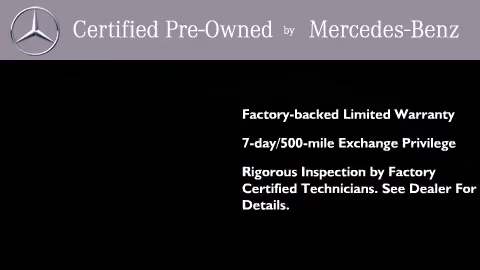 Certified Pre-Owned by Mercedes-Benz
Factory-backed Limited Warranty
7-day/500-mile Exchange Privilege
Rigorous Inspection by Factory
Certified Technicians. See Dealer For
Details.